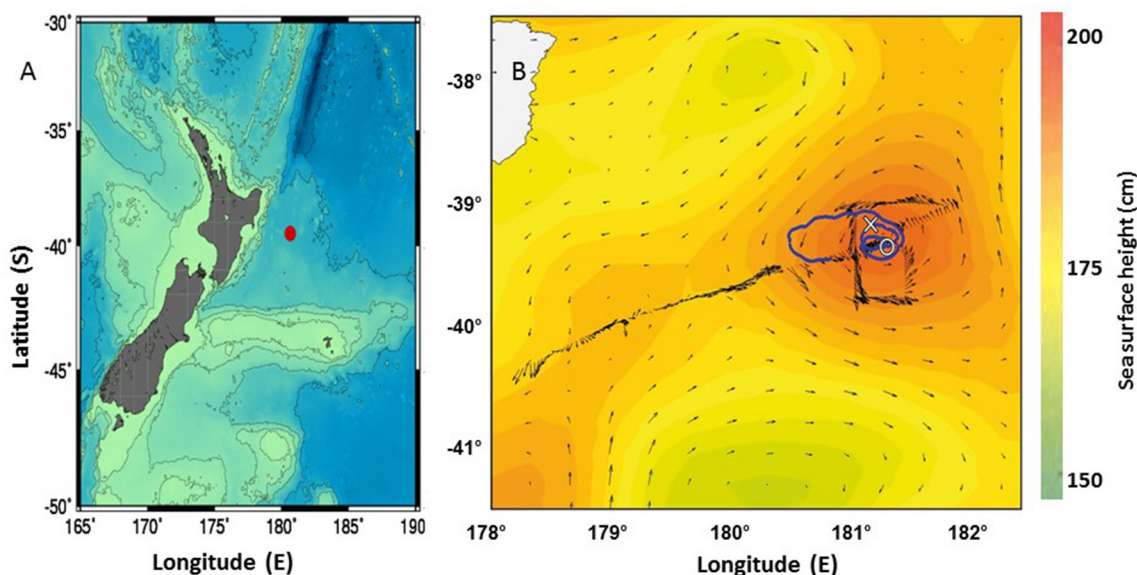 A
-30°
-35°
-40°
-45°
-50°
165°
170°
175°
180°
185°
190
Latitude (S)
Longitude (E)
B
-38°
-39°
-40°
-41°
178°
179°
180°
181°
182°
Longitude (E)
X
O
200
175
150
Sea surface height (cm)